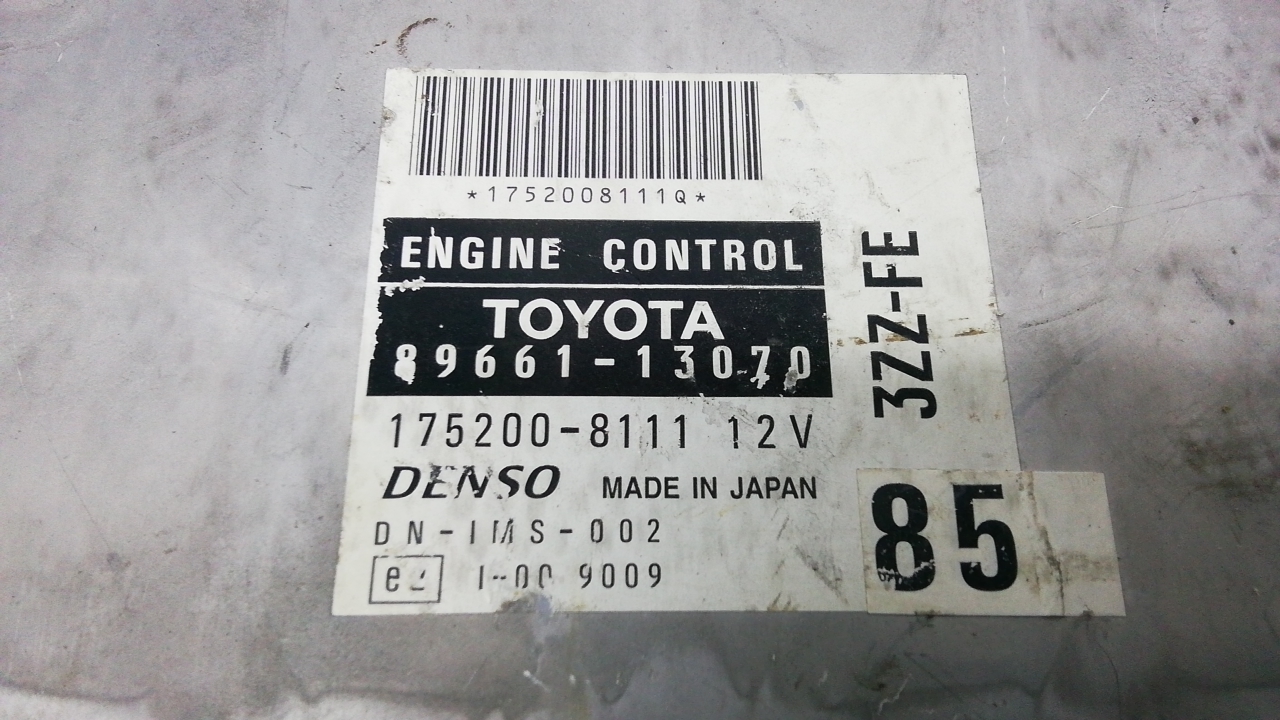 *1752008111Q*
ENGINE CONTROL
TOYOTA
89661-13070
175200-8111 12V
DENSO MADE IN JAPAN
DN-IMS-002
9009
3ZZ-FE
85